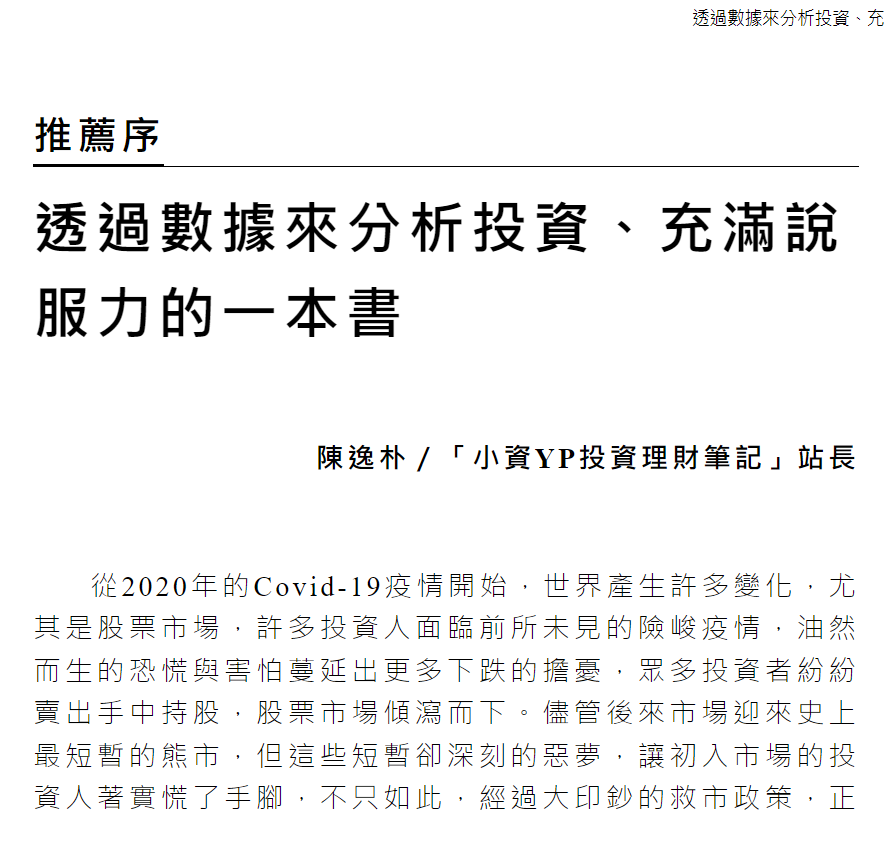 透過數據來分析投資、充
推薦序
透過數據來分析投資、充滿說
服力的一本書
陳逸朴／「小資YP投資理財筆記」站長
從2020年的Covid-19疫情開始，世界產生許多變化，尤
其是股票市場，許多投資人面臨前所未見的險峻疫情，油然
而生的恐慌與害怕蔓延出更多下跌的擔憂，眾多投資者紛紛
賣出手中持股，股票市場傾瀉而下。儘管後來市場迎來史上
最短暫的熊市，但這些短暫卻深刻的惡夢，讓初入市場的投
資人著實慌了手腳，不只如此，經過大印鈔的救市政策，正